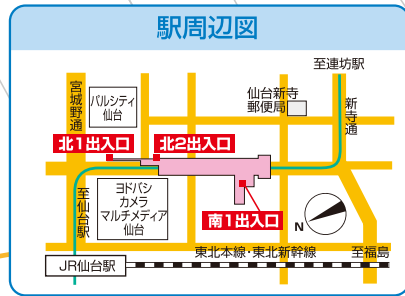 駅周辺図
至連坊駅
宮城野通
パルシティ
仙台
仙台新寺
郵便局
新寺通
北1出入口
北2出入口
至仙台駅
ヨドバシ
カメラ
マルチメディア
仙台
南1出入口
N
東北本線・東北新幹線
至福島
JR仙台駅